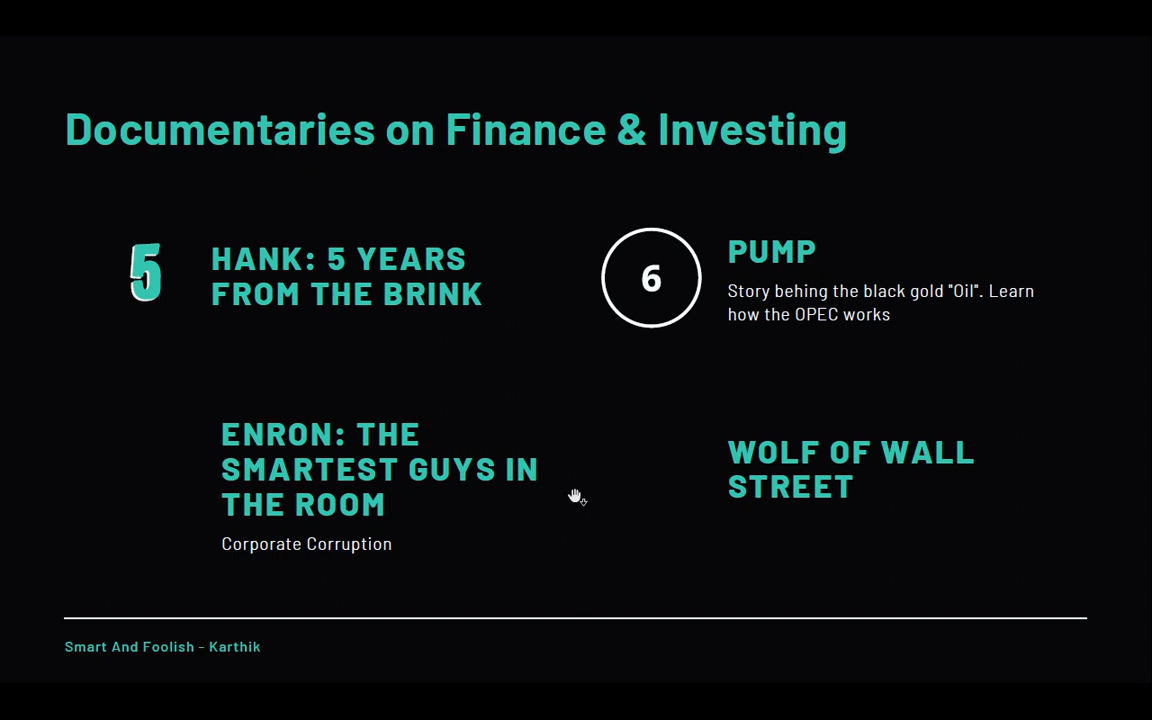 Documentaries on Finance & Investing
5
HANK: 5 YEARS
FROM THE BRINK
6
PUMP
Story behing the black gold "Oil". Learn
how the OPEC works
ENRON: THE
SMARTEST GUYS IN
THE ROOM
Corporate Corruption
WOLF OF WALL
STREET
Smart And Foolish - Karthik